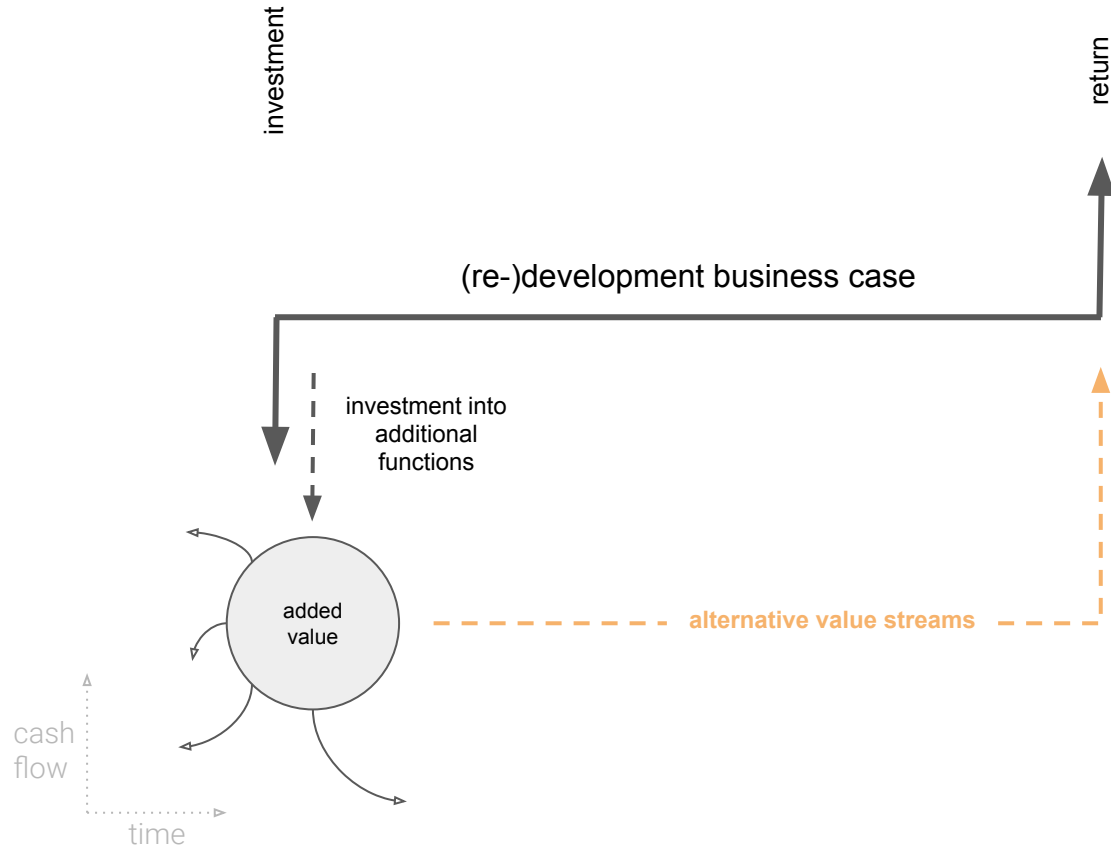 investment
return
(re-)development business case
investment into
additional
functions
added
value
alternative value streams
cash
flow
time